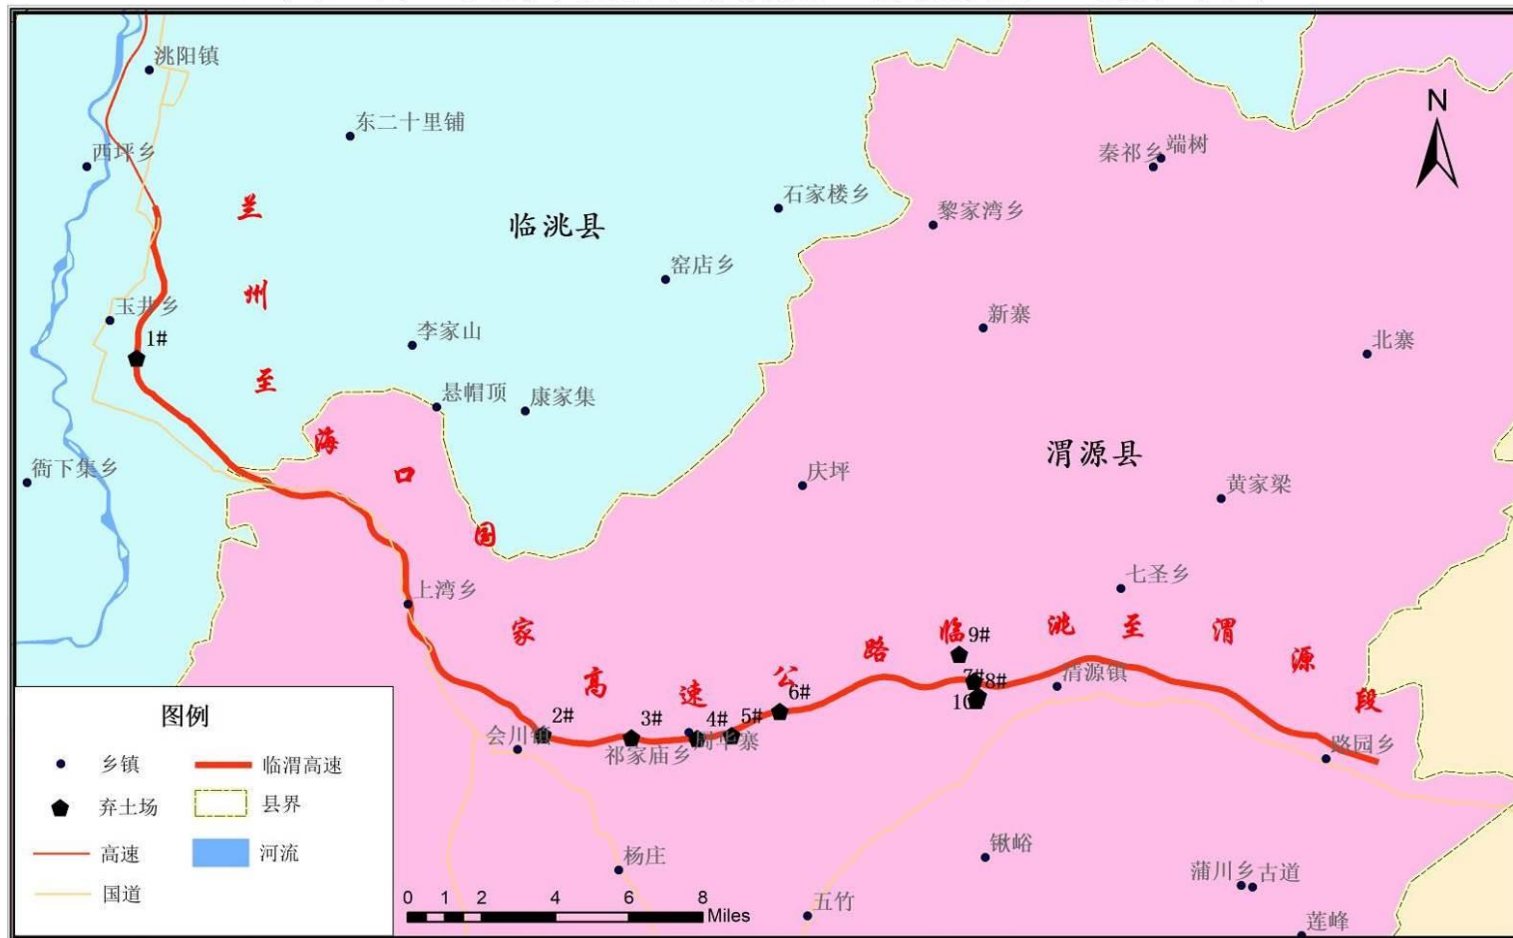 洮阳镇
东二十里铺
西坪乡
秦祁乡
端树
N
石家楼乡
黎家湾乡
临洮县
窑店乡
玉井乡
1#
新寨
李家山
北寨
悬帽顶
康家集
渭源县
衙下集乡
庆坪
黄家梁
兰州至海口国家高速公路临洮至渭源段
上湾乡
七圣乡
9#
7#
8#
10
清源镇
6#
2#
3#
4#
5#
会川镇
祁家庙乡
路园乡
杨庄
锹峪
蒲川乡
古道
五竹
莲峰
图例
乡镇
临渭高速
弃土场
县界
高速
河流
国道
0 1 2 4 6 8
Miles